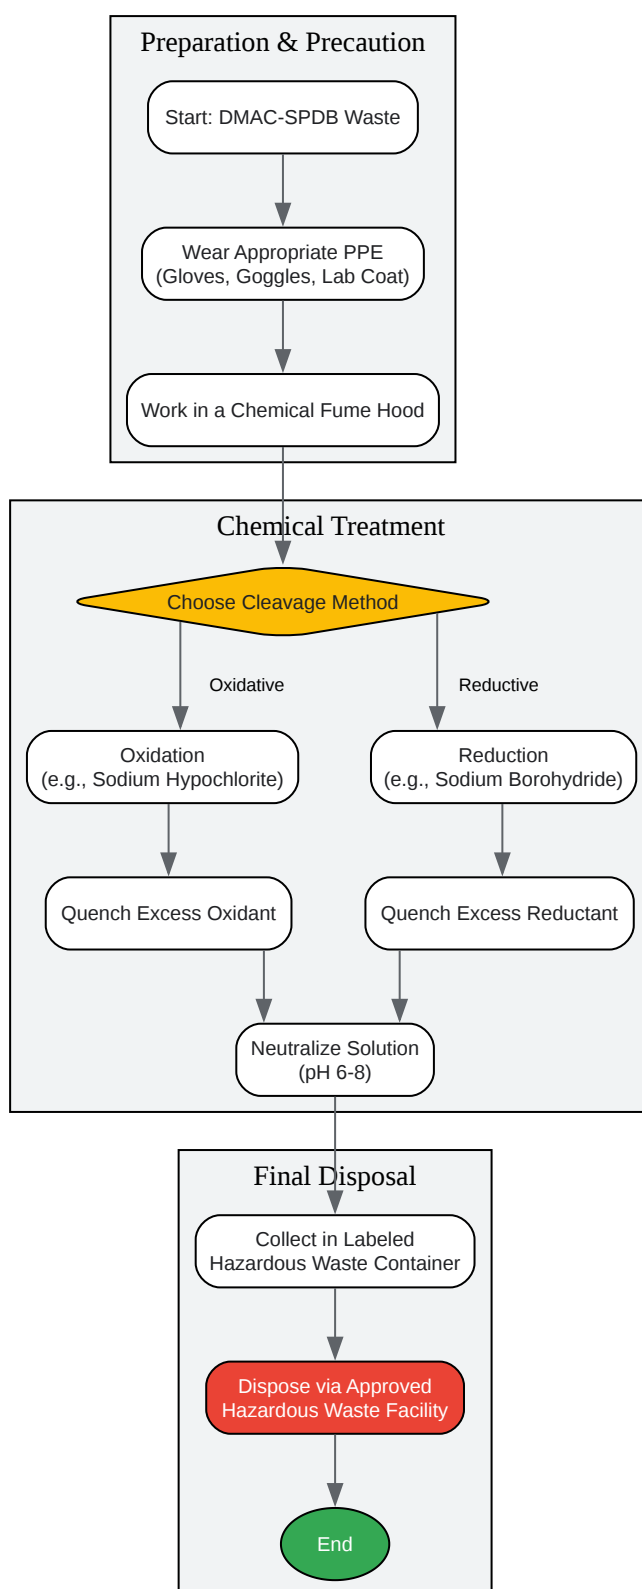 Preparation & Precaution
Start: DMAC-SPDB Waste
Wear Appropriate PPE
(Gloves, Goggles, Lab Coat)
Work in a Chemical Fume Hood
Chemical Treatment
Choose Cleavage Method
Oxidative
Reductive
Oxidation
(e.g., Sodium Hypochlorite)
Reduction
(e.g., Sodium Borohydride)
Quench Excess Oxidant
Quench Excess Reductant
Neutralize Solution
(pH 6-8)
Final Disposal
Collect in Labeled
Hazardous Waste Container
Dispose via Approved
Hazardous Waste Facility
End